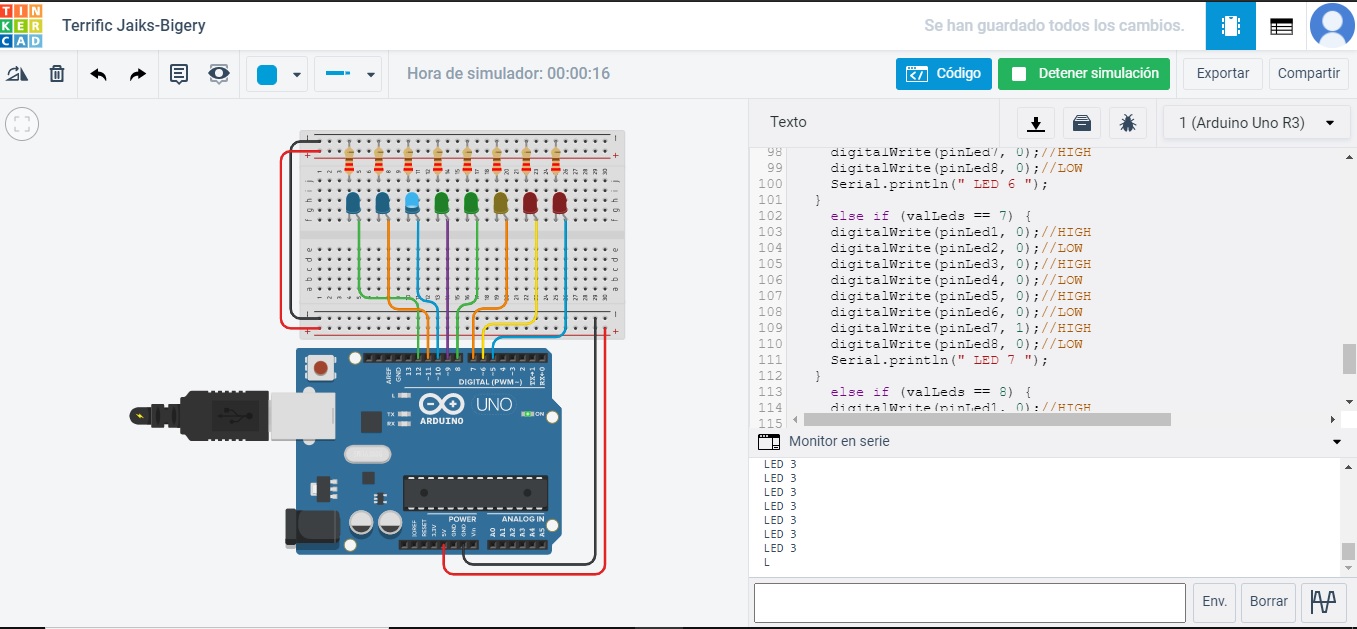 TIN
KER
CAD
Terrific Jaiks-Bigery
Se han guardado todos los cambios.
Hora de simulador: 00:00:16
Código
Detener simulación
Exportar
Compartir
Texto
1 (Arduino Uno R3)
98 digitalWrite(pinLed7, 0);//HIGH
99 digitalWrite(pinLed8, 0);//LOW
100 Serial.println(" LED 6 ");
101 }
102 else if (valLeds == 7) {
103 digitalWrite(pinLed1, 0);//HIGH
104 digitalWrite(pinLed2, 0);//LOW
105 digitalWrite(pinLed3, 0);//HIGH
106 digitalWrite(pinLed4, 0);//LOW
107 digitalWrite(pinLed5, 0);//HIGH
108 digitalWrite(pinLed6, 0);//LOW
109 digitalWrite(pinLed7, 1);//HIGH
110 digitalWrite(pinLed8, 0);//LOW
111 Serial.println(" LED 7 ");
112 }
113 else if (valLeds == 8) {
114 digitalWrite(pinLed1, 0);//HIGH
115
Monitor en serie
LED 3
LED 3
LED 3
LED 3
LED 3
LED 3
LED 3
L
Env.
Borrar
AREF
GND
13
12
~11
~10
~9
8
7
~6
~5
4
~3
2
TX→1
RX←0
DIGITAL (PWM~)
L
TX
RX
UNO
ARDUINO
ON
POWER
ANALOG IN
IOREF
RESET
3.3V
5V
GND
GND
Vin
A0
A1
A2
A3
A4
A5